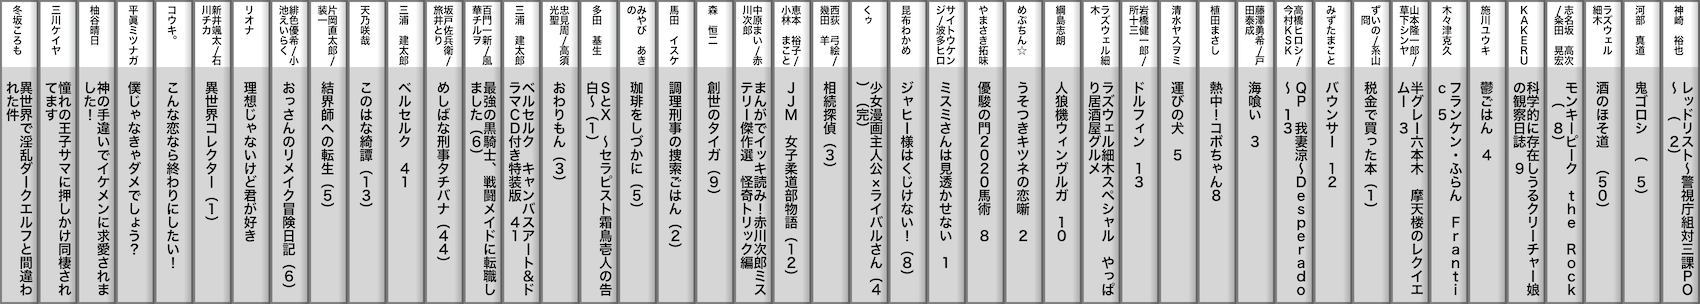 神崎　裕也
レッドリスト～警視庁組対三課PO
～　（２）
河部　真道
鬼ゴロシ　（５）
ラズウェル
細木
酒のほそ道　（５０）
志名坂　高次
/粂田　晃宏
モンキーピーク　the　Rock
（８）
KAKERU
科学的に存在しうるクリーチャー娘
の観察日誌　９
施川ユウキ
鬱ごはん　４
木々津克久
フランケン・ふらん　Franti
c　５
山本隆一郎/
草下シンヤ
半グレー六本木　摩天楼のレクイエ
ムー　３
ずいの/系山
冏
税金で買った本（１）
みずたまこと
バウンサー　１２
高橋ヒロシ/
今村KSK
QP　我妻涼～Desperado
～　１３
藤澤勇希/戸
田泰成
海喰い　３
植田まさし
熱中！コボちゃん８
清水ヤスヲミ
運びの犬　５
岩橋健一郎/
所十三
ドルフィン　１３
ラズウェル細
木
ラズウェル細木スペシャル　やっぱ
り居酒屋グルメ
綱島志朗
人狼機ウィンヴルガ　１０
めぶちん☆
うそつきキツネの恋噺　２
やまさき拓味
優駿の門２０２０馬術　８
サイトウケン
ジ/波多ヒロ
ミスミさんは見透かせない　１
昆布わかめ
ジャヒー様はくじけない！（８）
くぅ
少女漫画主人公×ライバルさん（４
）（完）
西荻　弓絵/
幾田　羊
相続探偵（３）
恵本　裕子/
小林　まこと
JJM　女子柔道部物語（１２）
中原まい/赤
川次郎
まんがでイッキ読み！赤川次郎ミス
テリー傑作選　怪奇トリック編
森　恒二
創世のタイガ（９）
馬田　イスケ
調理刑事の捜索ごはん（２）
みやび　あき
の
珈琲をしづかに（５）
多田　基生
SとX　～セラピスト霜鳥壱人の告
白～（１）
忠見周/高須
光聖
おわりもん（３）
三浦　建太郎
ベルセルク　キャンバスアート＆ド
ラマCD付き特装版　４１
百門一新/風
華チルヲ
最強の黒騎士、戦闘メイドに転職し
ました（６）
坂戸佐兵衛/
旅井とり
めしばな刑事タチバナ（４４）
三浦　建太郎
ベルセルク　４１
天乃咲哉
このはな綺譚（１３）
片岡直太郎/
装一
結界師への転生（５）
緋色優希/小
池えいらく/
おっさんのリメイク冒険日記（６）
リオナ
理想じゃないけど君が好き
新井颯太/石
川チカ
異世界コレクター（１）
コウキ。
こんな恋なら終わりにしたい！
平眞ミツナガ
僕じゃなきゃダメでしょう？
柚谷晴日
神の手違いでイケメンに求愛されま
した！
三川ケイヤ
憧れの王子サマに押しかけ同棲され
てます
冬坂ころも
異世界で淫乱ダークエルフと間違わ
れた件